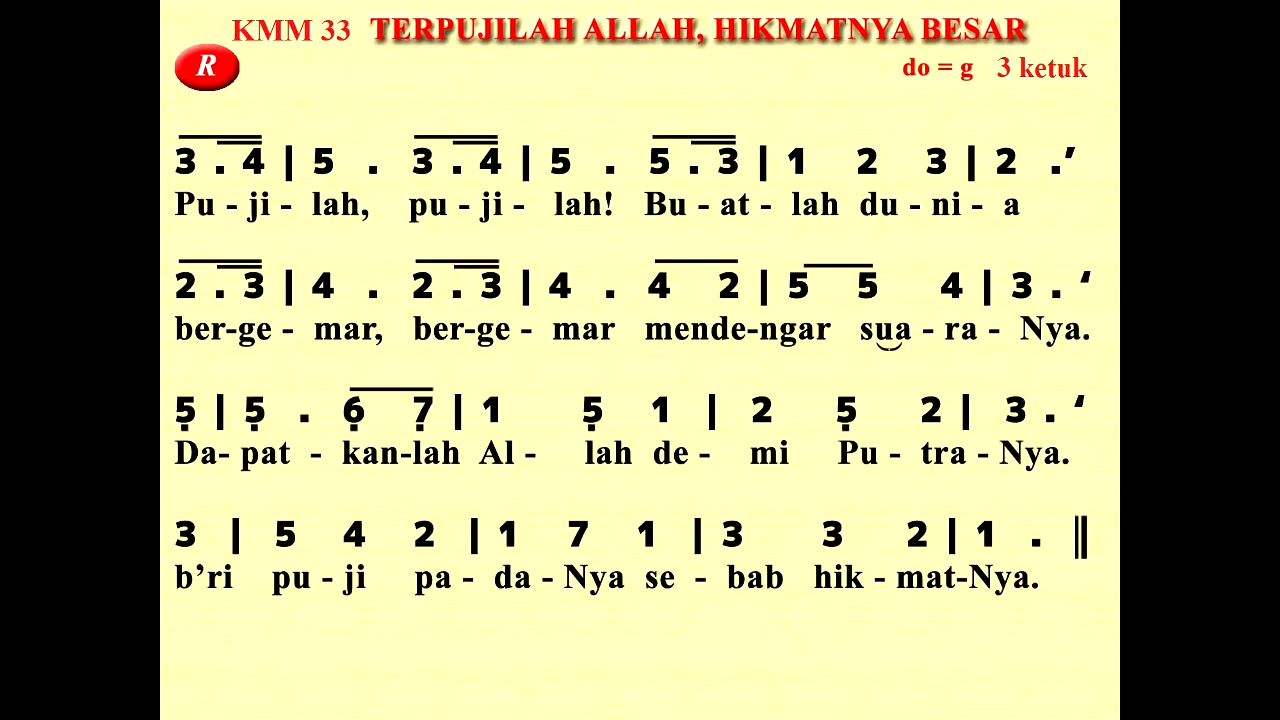 KMM 33 TERPUJILAH ALLAH, HIKMATNYA BESAR
R
do = g 3 ketuk
3 . 4 | 5 . 3 . 4 | 5 . 5 . 3 | 1 2 3 | 2 .’
Pu - ji - lah, pu - ji - lah! Bu - at - lah du - ni - a
2 . 3 | 4 . 2 . 3 | 4 . 4 2 | 5 5 4 | 3 . ‘
ber-ge - mar, ber-ge - mar mende-ngar sua - ra - Nya.
5̣ | 5̣ . 6̣ 7̣ | 1 5̣ 1 | 2 5̣ 2 | 3 . ‘
Da- pat - kan-lah Al - lah de - mi Pu - tra - Nya.
3 | 5 4 2 | 1 7 1 | 3 3 2 | 1 . ||
b’ri pu - ji pa - da - Nya se - bab hik - mat-Nya.